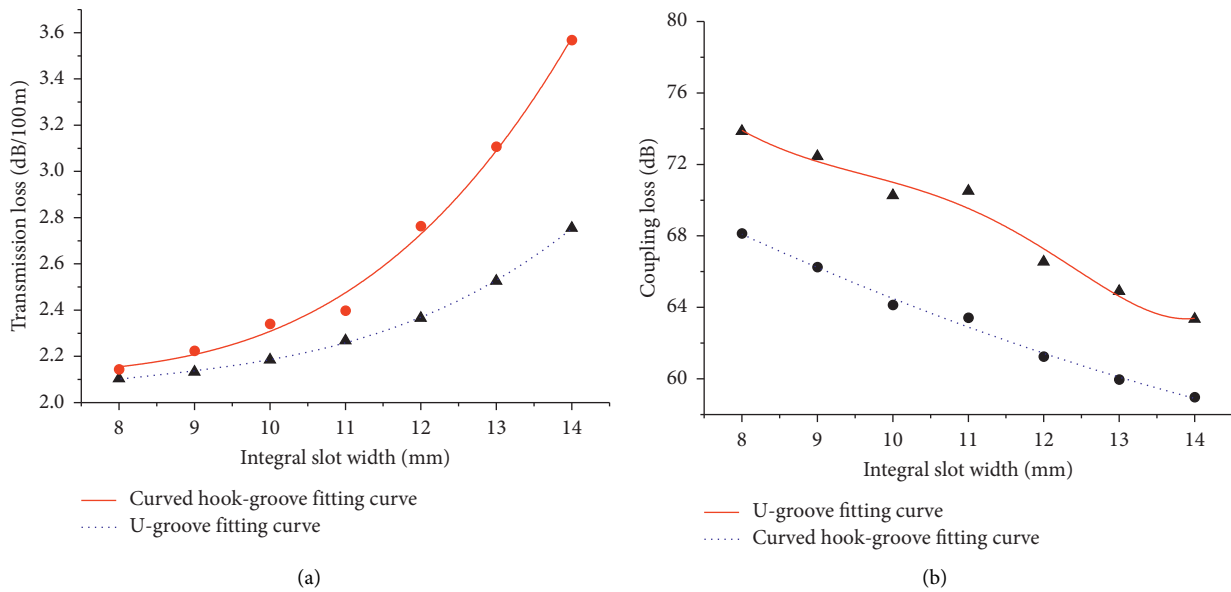 3.6
3.4
3.2
3.0
2.8
2.6
2.4
2.2
2.0
Transmission loss (dB/100 m)
8 9 10 11 12 13 14
Integral slot width (mm)
Curved hook-groove fitting curve
U-groove fitting curve
(a)
80
76
72
68
64
60
Coupling loss (dB)
8 9 10 11 12 13 14
Integral slot width (mm)
U-groove fitting curve
Curved hook-groove fitting curve
(b)